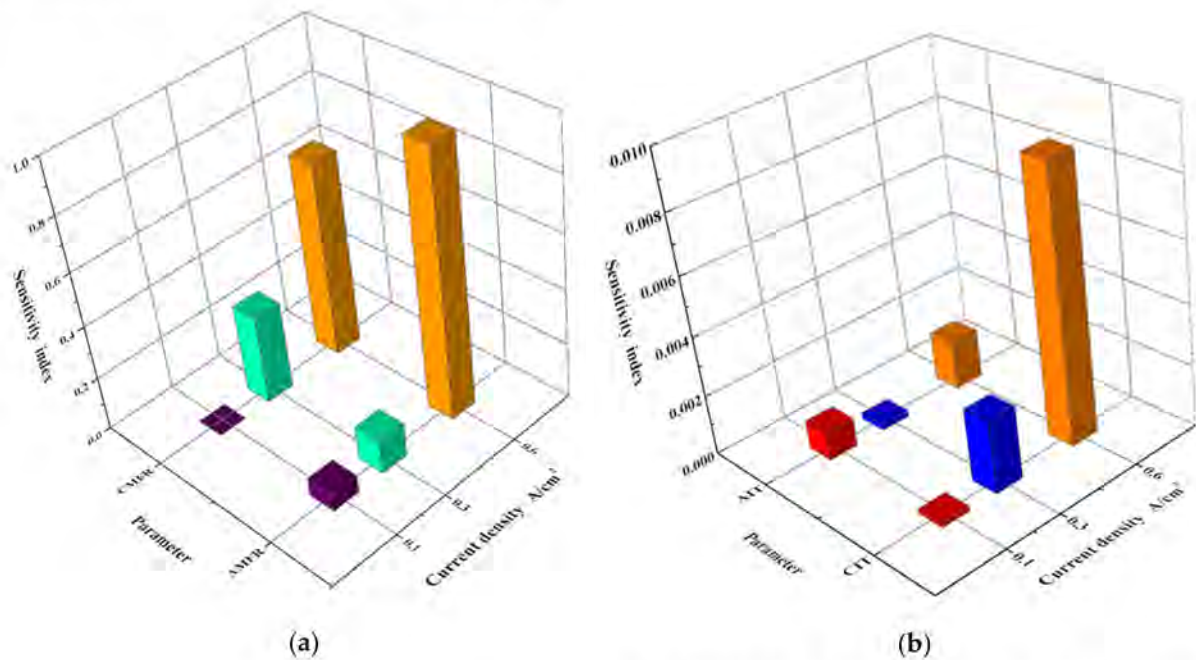 1.0
0.8
0.6
0.4
0.2
0.0
Sensitivity index
CMFR
AMFR
Parameter
0.1
0.3
0.6
Current density A/cm²
(a)
0.010
0.008
0.006
0.004
0.002
0.000
Sensitivity index
AIT
CIT
Parameter
0.1
0.3
0.6
Current density A/cm²
(b)